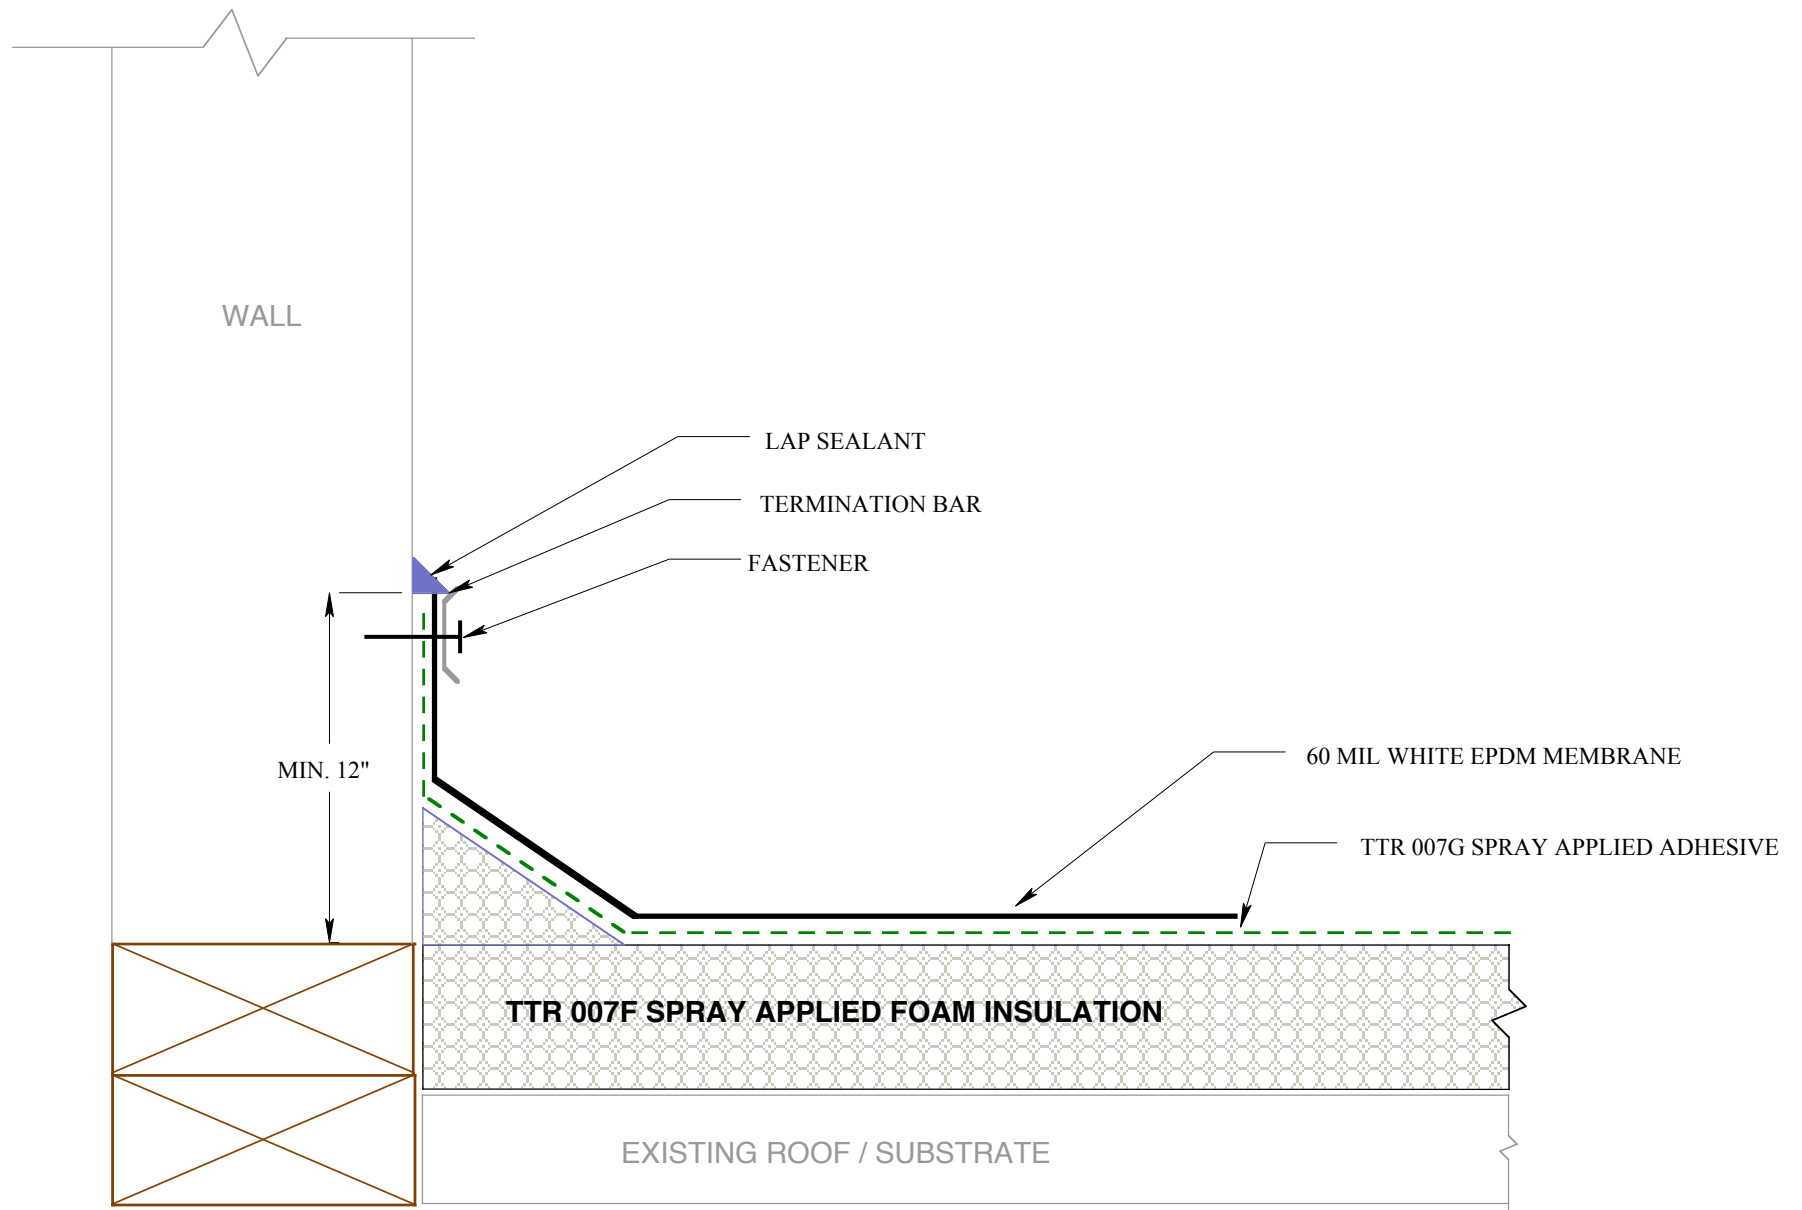 WALL
LAP SEALANT
TERMINATION BAR
FASTENER
MIN. 12"
60 MIL WHITE EPDM MEMBRANE
TTR 007G SPRAY APPLIED ADHESIVE
TTR 007F SPRAY APPLIED FOAM INSULATION
EXISTING ROOF / SUBSTRATE